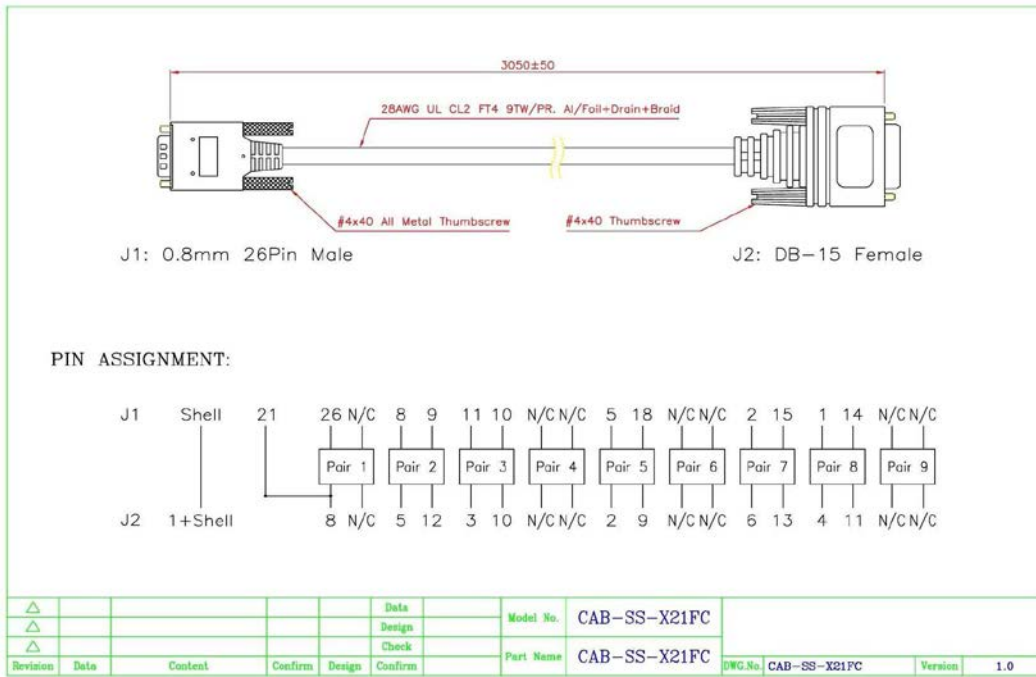 3050±50
28AWG UL CL2 FT4 9TW/PR. Al/Foil+Drain+Braid
#4x40 All Metal Thumbscrew
#4x40 Thumbscrew
J1: 0.8mm 26Pin Male
J2: DB-15 Female
PIN ASSIGNMENT:
J1 Shell 21 26 N/C 8 9 11 10 N/C N/C 5 18 N/C N/C 2 15 1 14 N/C N/C
Pair 1 Pair 2 Pair 3 Pair 4 Pair 5 Pair 6 Pair 7 Pair 8 Pair 9
J2 1+Shell 8 N/C 5 12 3 10 N/C N/C 2 9 N/C N/C 6 13 4 11 N/C N/C
Data
Design
Check
Revision Data Content Confirm Design Confirm
Model No. CAB-SS-X21FC
Part Name CAB-SS-X21FC
DWG.No. CAB-SS-X21FC Version 1.0